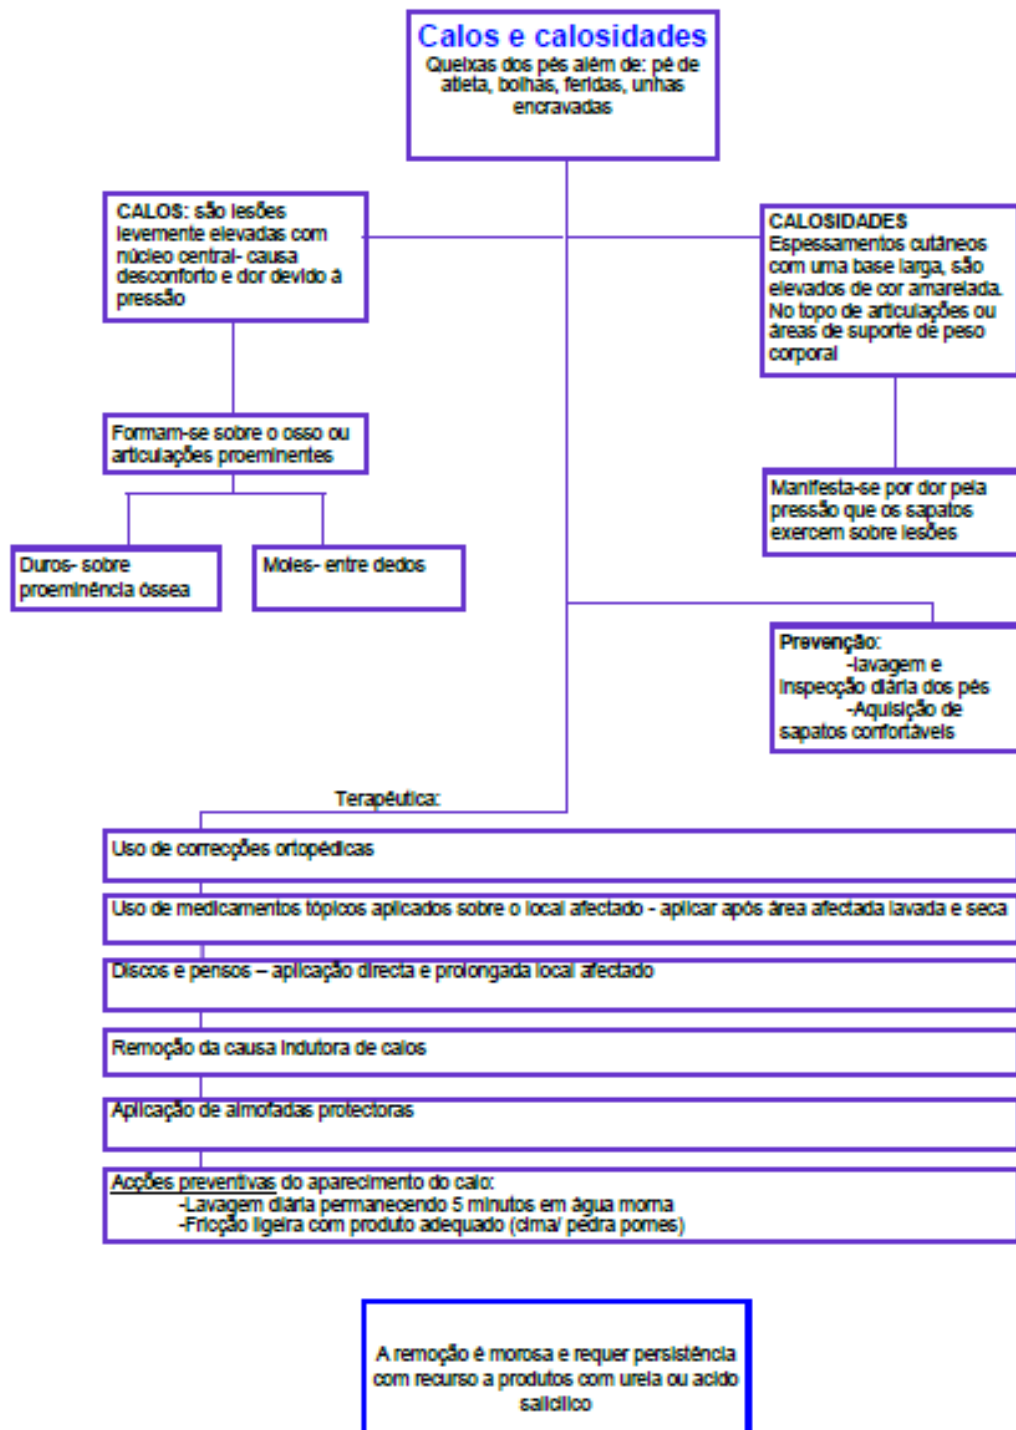 Calos e calosidades
Queixas dos pés além de: pé de
atleta, bolhas, feridas, unhas
encravadas
CALOS: são lesões
levemente elevadas com
núcleo central- causa
desconforto e dor devido à
pressão
CALOSIDADES
Espessamentos cutâneos
com uma base larga, são
elevados de cor amarelada.
No topo de articulações ou
áreas de suporte de peso
corporal
Formam-se sobre o osso ou
articulações proeminentes
Manifesta-se por dor pela
pressão que os sapatos
exercem sobre lesões
Duros- sobre
proeminência óssea
Moles- entre dedos
Prevenção:
-lavagem e
inspecção diária dos pés
-Aquisição de
sapatos confortáveis
Terapêutica:
Uso de correcções ortopédicas
Uso de medicamentos tópicos aplicados sobre o local afectado - aplicar após área afectada lavada e seca
Discos e pensos – aplicação directa e prolongada local afectado
Remoção da causa indutora de calos
Aplicação de almofadas protectoras
Acções preventivas do aparecimento do calo:
-Lavagem diária permanecendo 5 minutos em água morna
-Fricção ligeira com produto adequado (cima/ pedra pomes)
A remoção é morosa e requer persistência
com recurso a produtos com ureia ou acido
salicilico